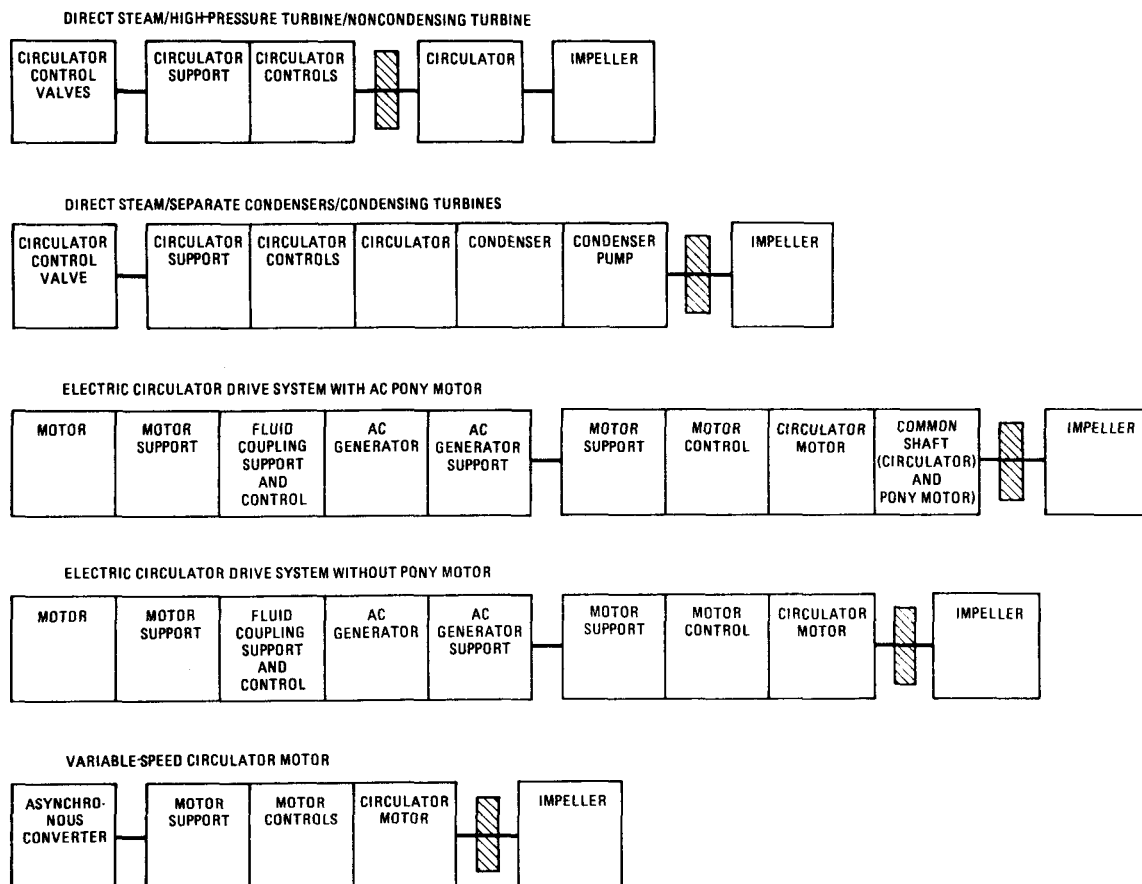 DIRECT STEAM/HIGH-PRESSURE TURBINE/NONCONDENSING TURBINE
CIRCULATOR
CONTROL
VALVES
CIRCULATOR
SUPPORT
CIRCULATOR
CONTROLS
CIRCULATOR
IMPELLER
DIRECT STEAM/SEPARATE CONDENSERS/CONDENSING TURBINES
CIRCULATOR
CONTROL
VALVE
CIRCULATOR
SUPPORT
CIRCULATOR
CONTROLS
CIRCULATOR
CONDENSER
CONDENSER
PUMP
IMPELLER
ELECTRIC CIRCULATOR DRIVE SYSTEM WITH AC PONY MOTOR
MOTOR
MOTOR
SUPPORT
FLUID
COUPLING
SUPPORT
AND
CONTROL
AC
GENERATOR
AC
GENERATOR
SUPPORT
MOTOR
SUPPORT
MOTOR
CONTROL
CIRCULATOR
MOTOR
COMMON
SHAFT
(CIRCULATOR)
AND
PONY MOTOR)
IMPELLER
ELECTRIC CIRCULATOR DRIVE SYSTEM WITHOUT PONY MOTOR
MOTOR
MOTOR
SUPPORT
FLUID
COUPLING
SUPPORT
AND
CONTROL
AC
GENERATOR
AC
GENERATOR
SUPPORT
MOTOR
SUPPORT
MOTOR
CONTROL
CIRCULATOR
MOTOR
IMPELLER
VARIABLE-SPEED CIRCULATOR MOTOR
ASYNCHRO-
NOUS
CONVERTER
MOTOR
SUPPORT
MOTOR
CONTROLS
CIRCULATOR
MOTOR
IMPELLER